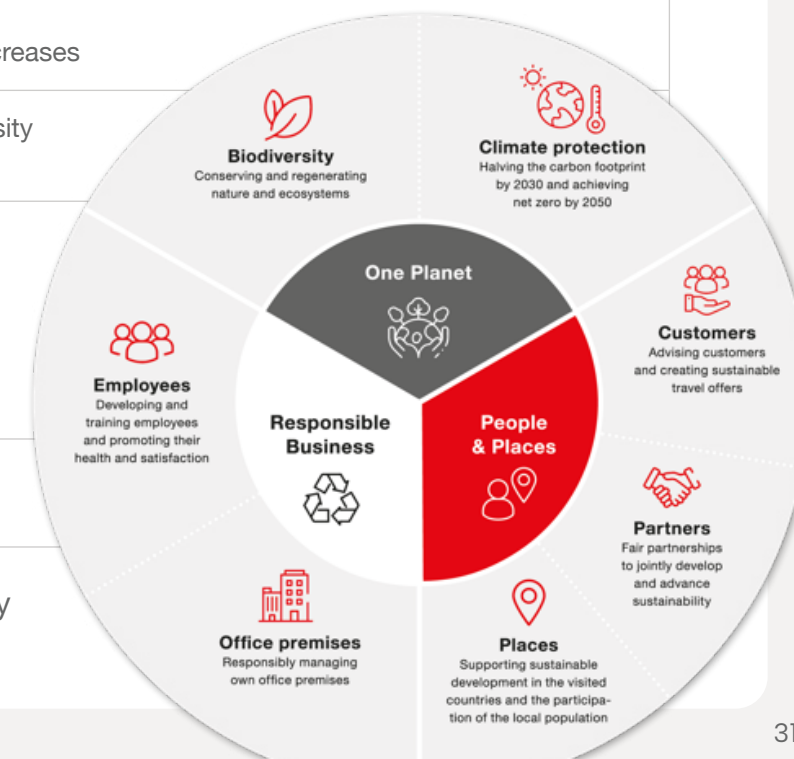 creases
sity
y
Biodiversity
Conserving and regenerating
nature and ecosystems
Climate protection
Halving the carbon footprint
by 2030 and achieving
net zero by 2050
One Planet
Customers
Advising customers
and creating sustainable
travel offers
Employees
Developing and
training employees
and promoting their
health and satisfaction
Responsible
Business
People
& Places
Partners
Fair partnerships
to jointly develop
and advance
sustainability
Office premises
Responsibly managing
own office premises
Places
Supporting sustainable
development in the visited
countries and the participa-
tion of the local population
31